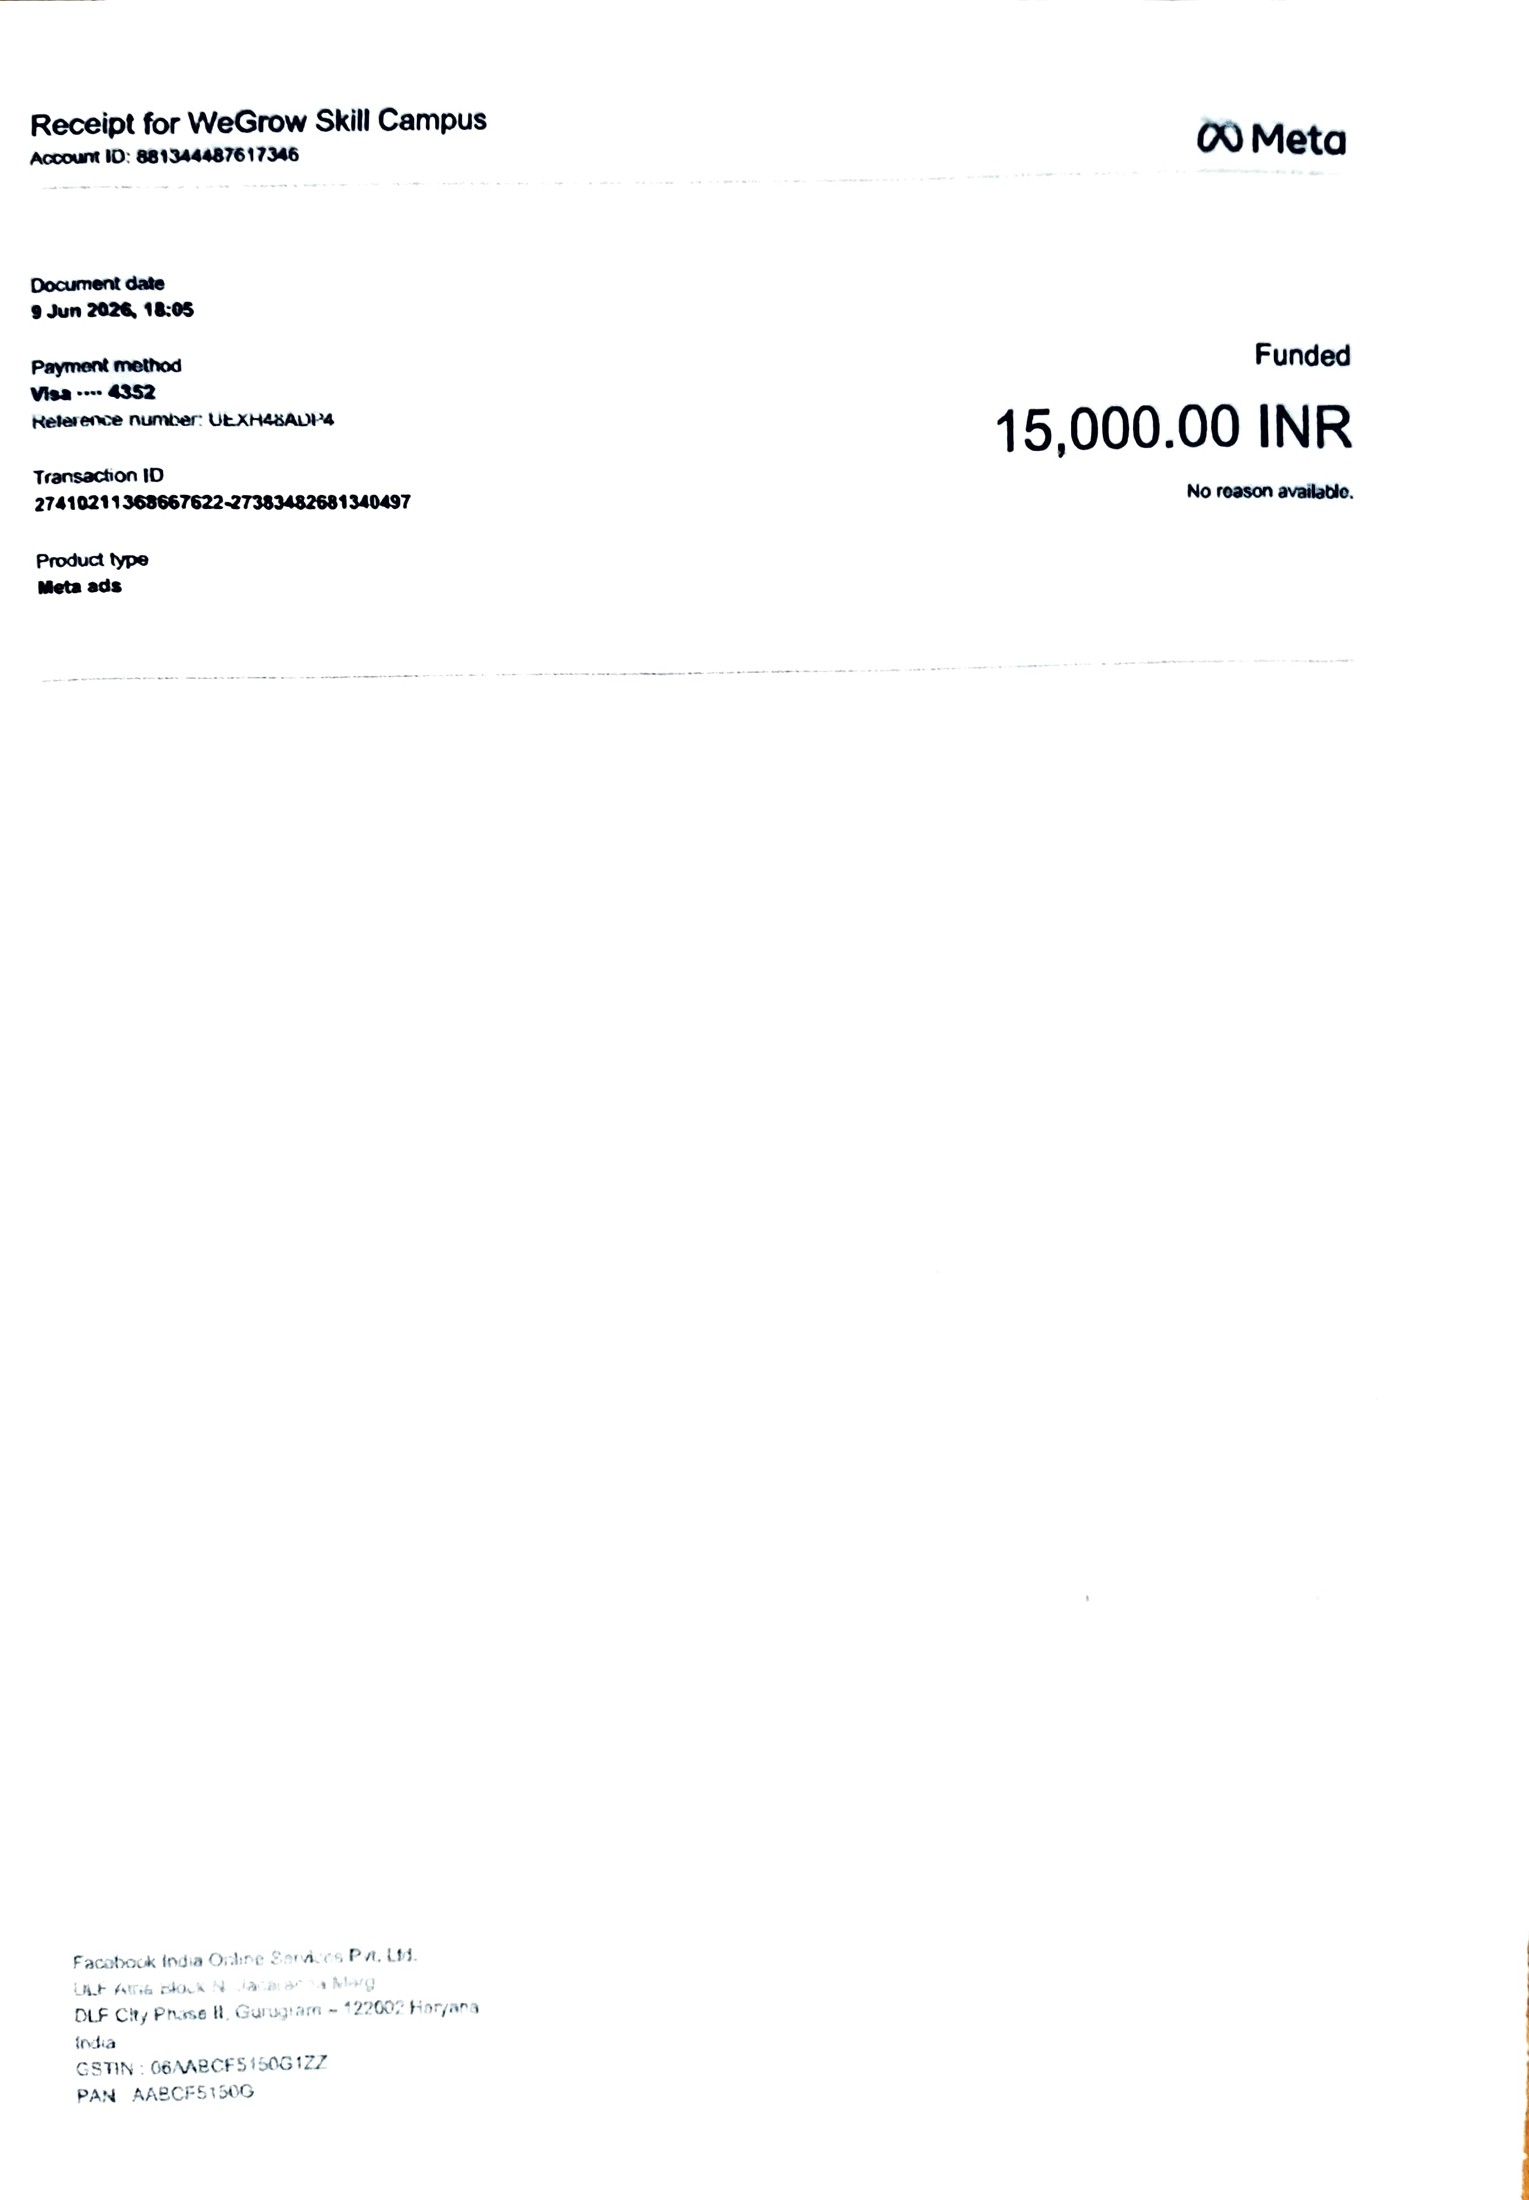 Receipt for WeGrow Skill Campus
Account ID: 881344487617346
Meta
Document date
9 Jun 2026, 18:05
Payment method
Visa ···· 4352
Reference number:
Transaction ID
27410211368667622-27383482681340497
Product type
Meta ads
Funded
15,000.00 INR
No reason available.
Facebook India Online Services Pvt. Ltd.
Block Marg
DLF City Phase II, Gurugram – 122002 Haryana
India
GSTIN : 06AABCF5150G1ZZ
PAN AABCF5150G